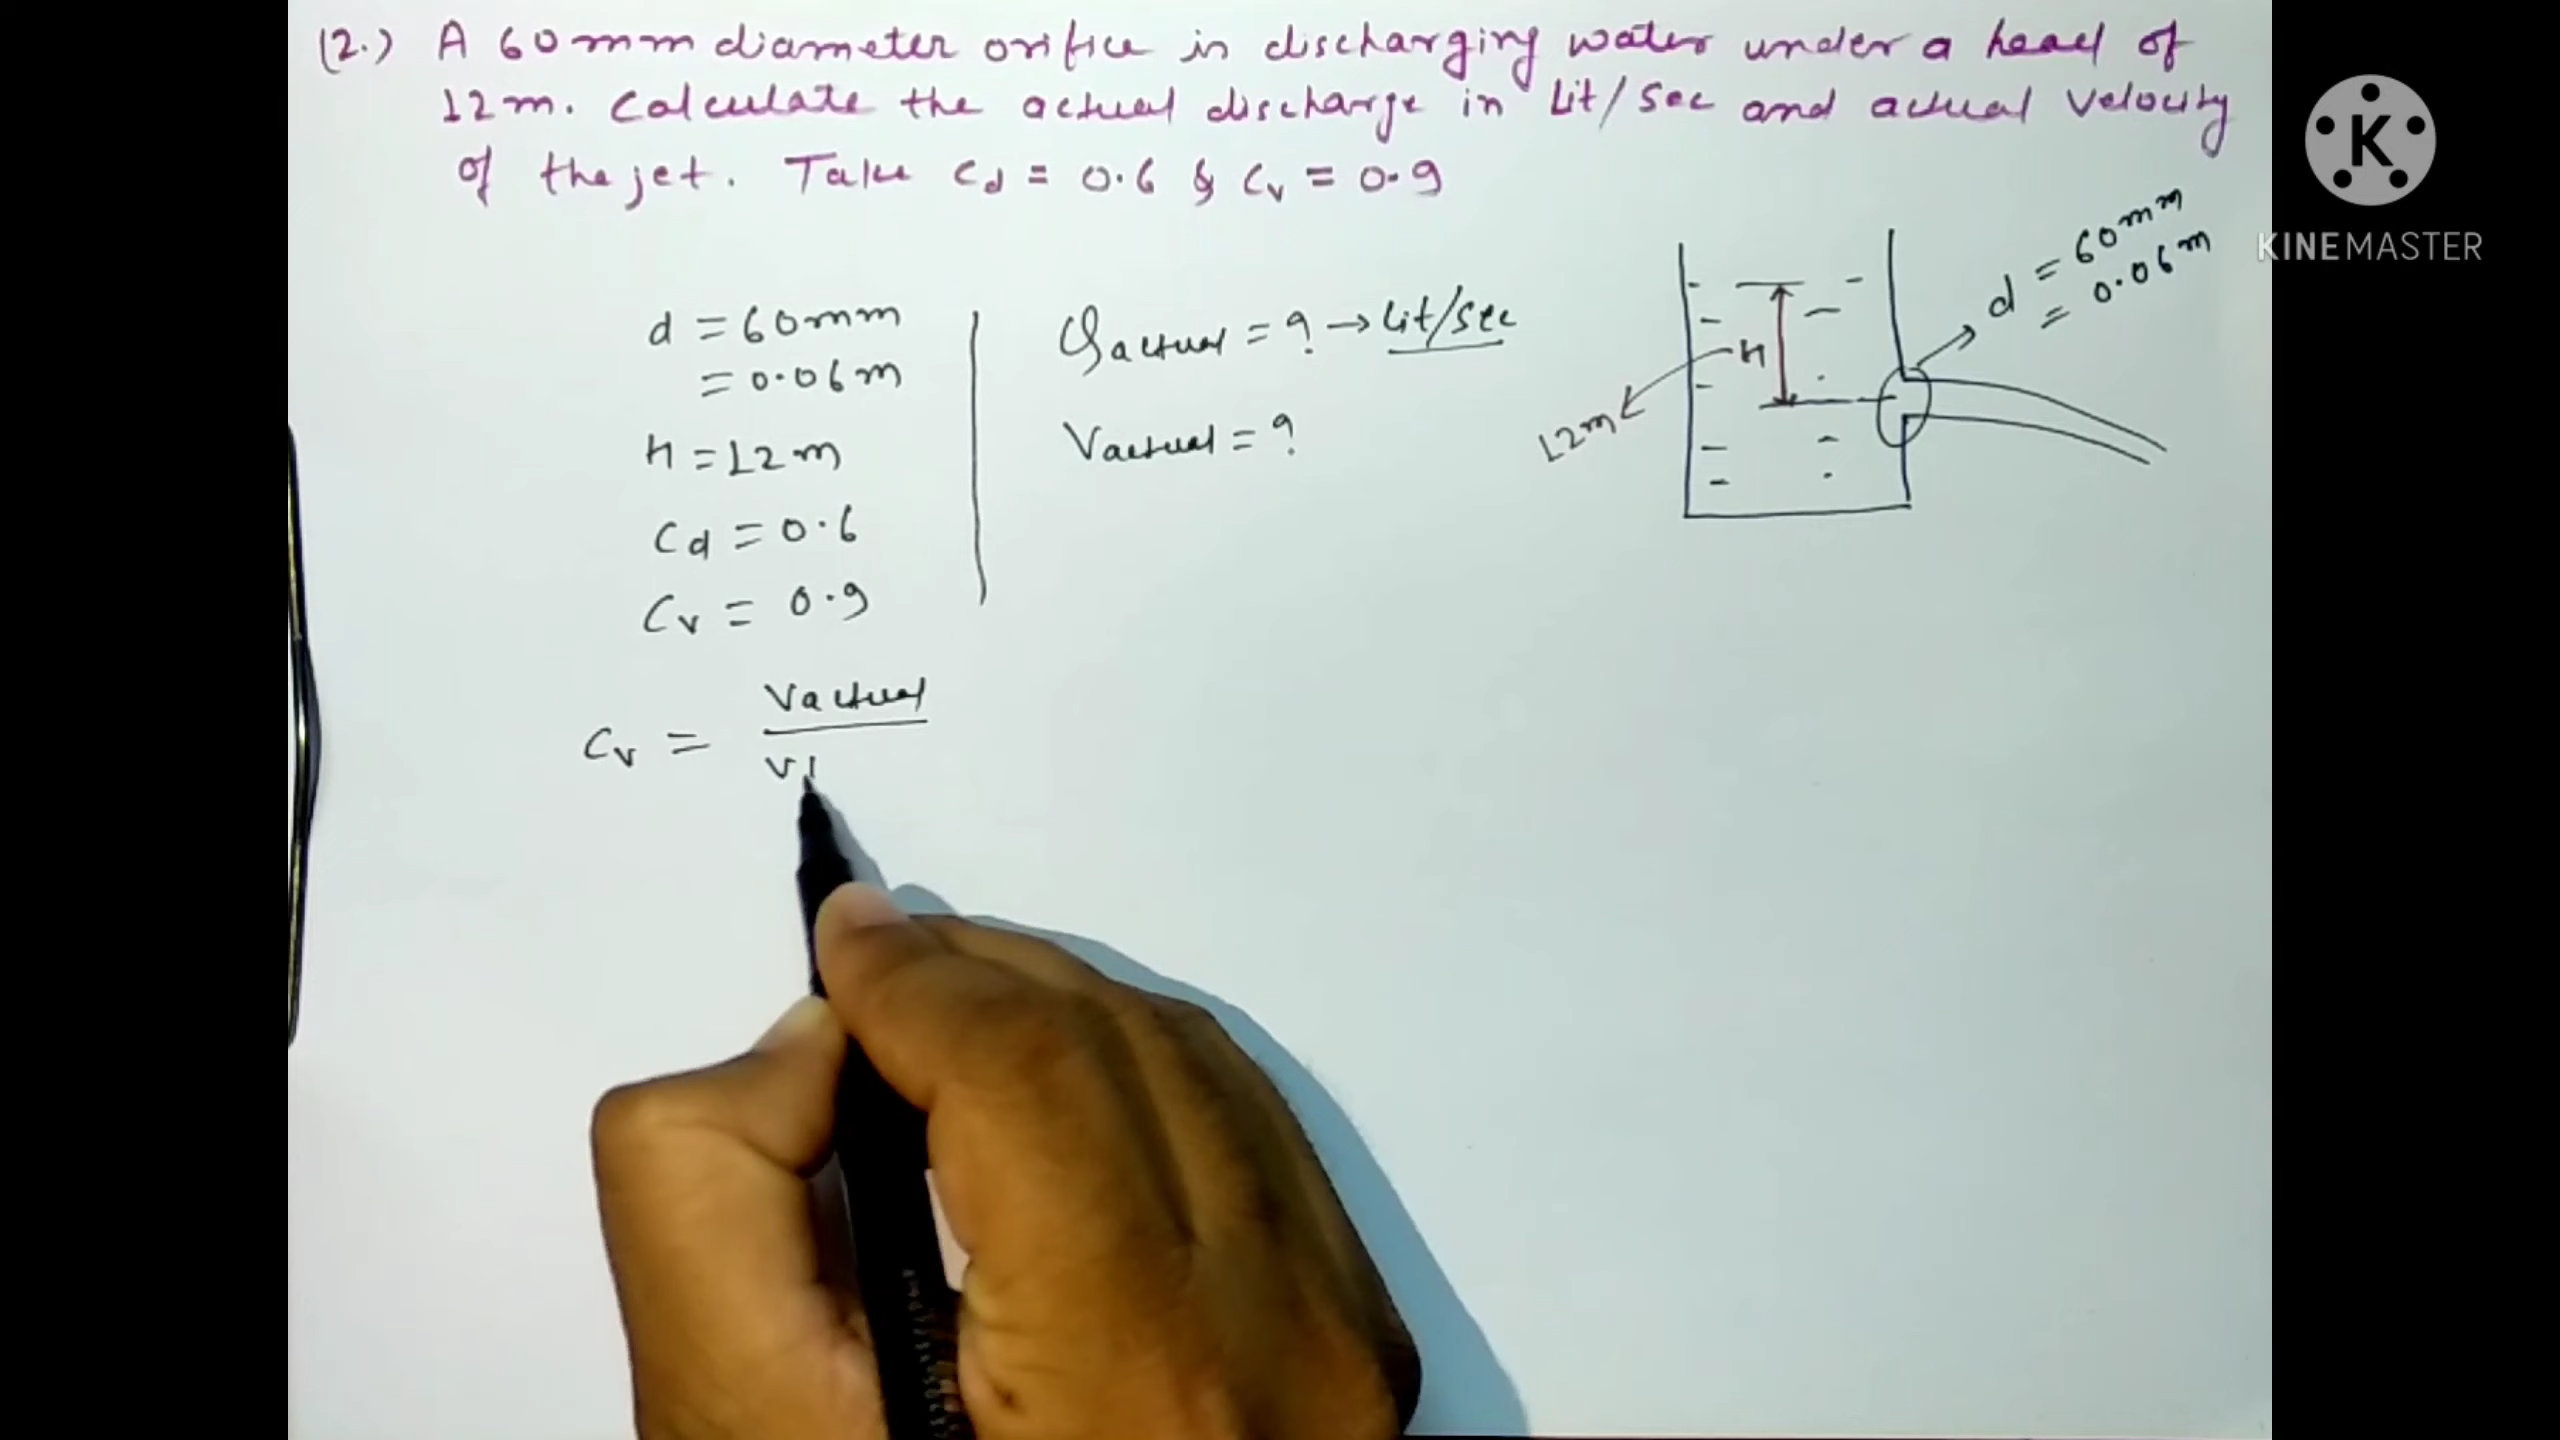 (2.) A 60mm diameter orifice is discharging water under a head of
12m. Calculate the actual discharge in Lit/Sec and actual velocity
of the jet. Take Cd = 0.6 & Cv = 0.9
K
KINEMASTER
d = 60mm
= 0.06m
H = 12m
Cd = 0.6
Cv = 0.9
Qactual = ? → Lit/Sec
Vactual = ?
H
12m
d = 60mm
= 0.06m
Cv = Vactual
V